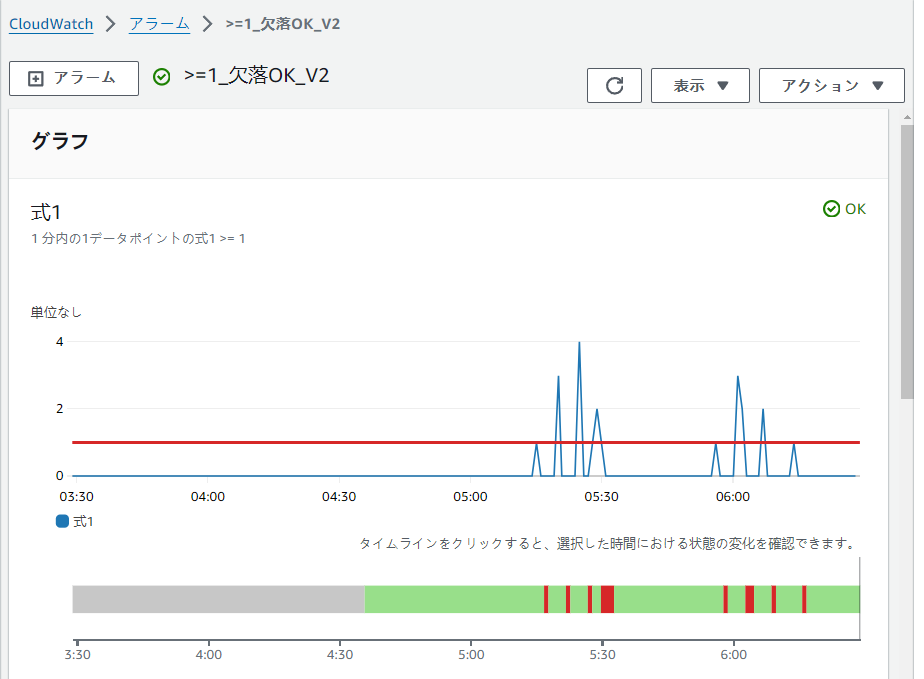 CloudWatch > アラーム > >=1_欠落OK_V2
アラーム >=1_欠落OK_V2 表示 ▼ アクション ▼
グラフ
式1 OK
1 分内の1データポイントの式1 >= 1
単位なし
4
2
0
03:30 04:00 04:30 05:00 05:30 06:00
式1
タイムラインをクリックすると、選択した時間における状態の変化を確認できます。
3:30 4:00 4:30 5:00 5:30 6:00